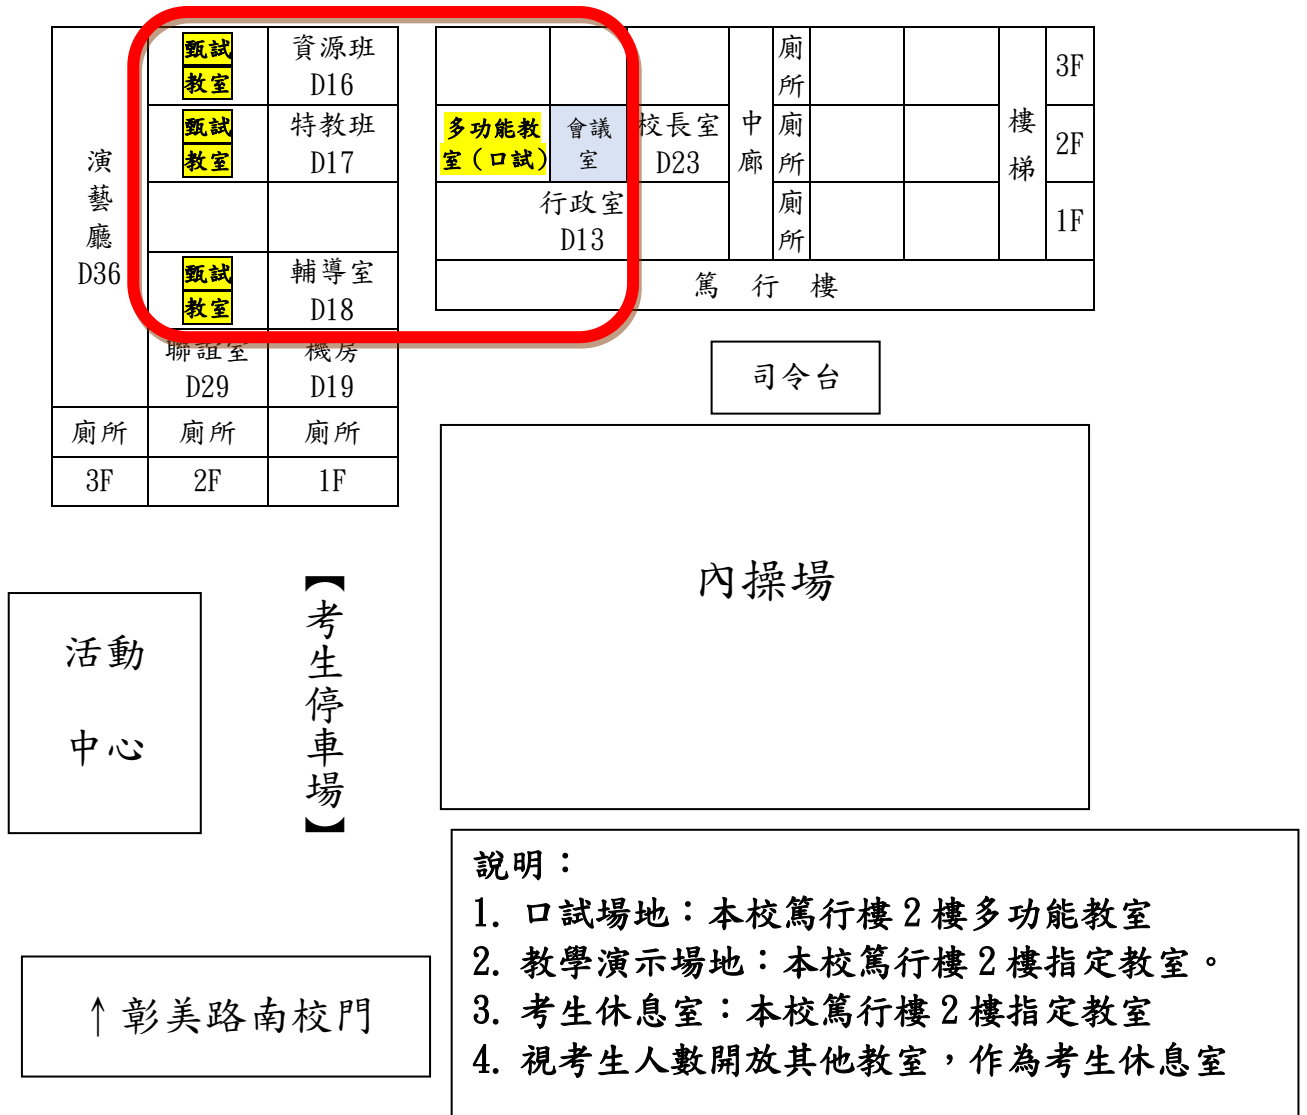 演藝廳
D36
甄試
教室
資源班
D16
甄試
教室
特教班
D17
甄試
教室
輔導室
D18
聯誼室
D29
機房
D19
廁所
廁所
廁所
3F
2F
1F
多功能教
室（口試）
會議
室
校長室
D23
行政室
D13
中廊
廁所
廁所
廁所
樓梯
3F
2F
1F
篤 行 樓
司令台
內操場
【考生停車場】
活動
中心
↑彰美路南校門
說明：
1. 口試場地：本校篤行樓2樓多功能教室
2. 教學演示場地：本校篤行樓2樓指定教室。
3. 考生休息室：本校篤行樓2樓指定教室
4. 視考生人數開放其他教室，作為考生休息室